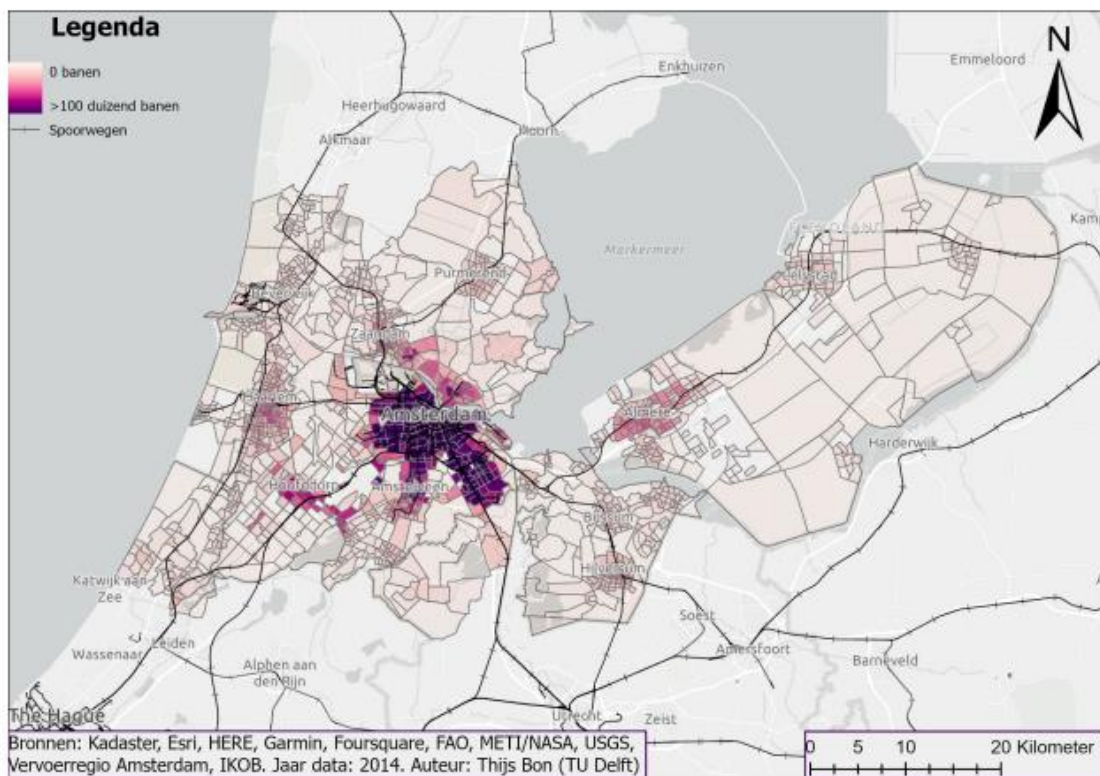 Legenda
0 banen
>100 duizend banen
Spoorwegen
N
Emmeloord
Enkhuizen
Heerhugowaard
Alkmaar
Hoorn
Kamp
Markermeer
Purmerend
Beverwijk
Zaandam
Amsterdam
Almere
Harderwijk
Hoofddorp
Amstelveen
Bussum
Hilversum
Katwijk aan
Zee
Soest
Wassenaar
Leiden
Amersfoort
Barneveld
Alphen aan
den Rijn
The Hague
Utrecht
Zeist
Bronnen: Kadaster, Esri, HERE, Garmin, Foursquare, FAO, METI/NASA, USGS,
Vervoerregio Amsterdam, IKOB. Jaar data: 2014. Auteur: Thijs Bon (TU Delft)
0 5 10 20 Kilometer